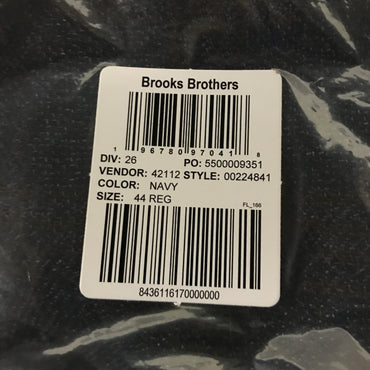 Brooks Brothers
1 96780 97041 8
DIV: 26 PO: 5500009351
VENDOR: 42112 STYLE: 00224841
COLOR: NAVY
SIZE: 44 REG
FL_166
8436116170000000